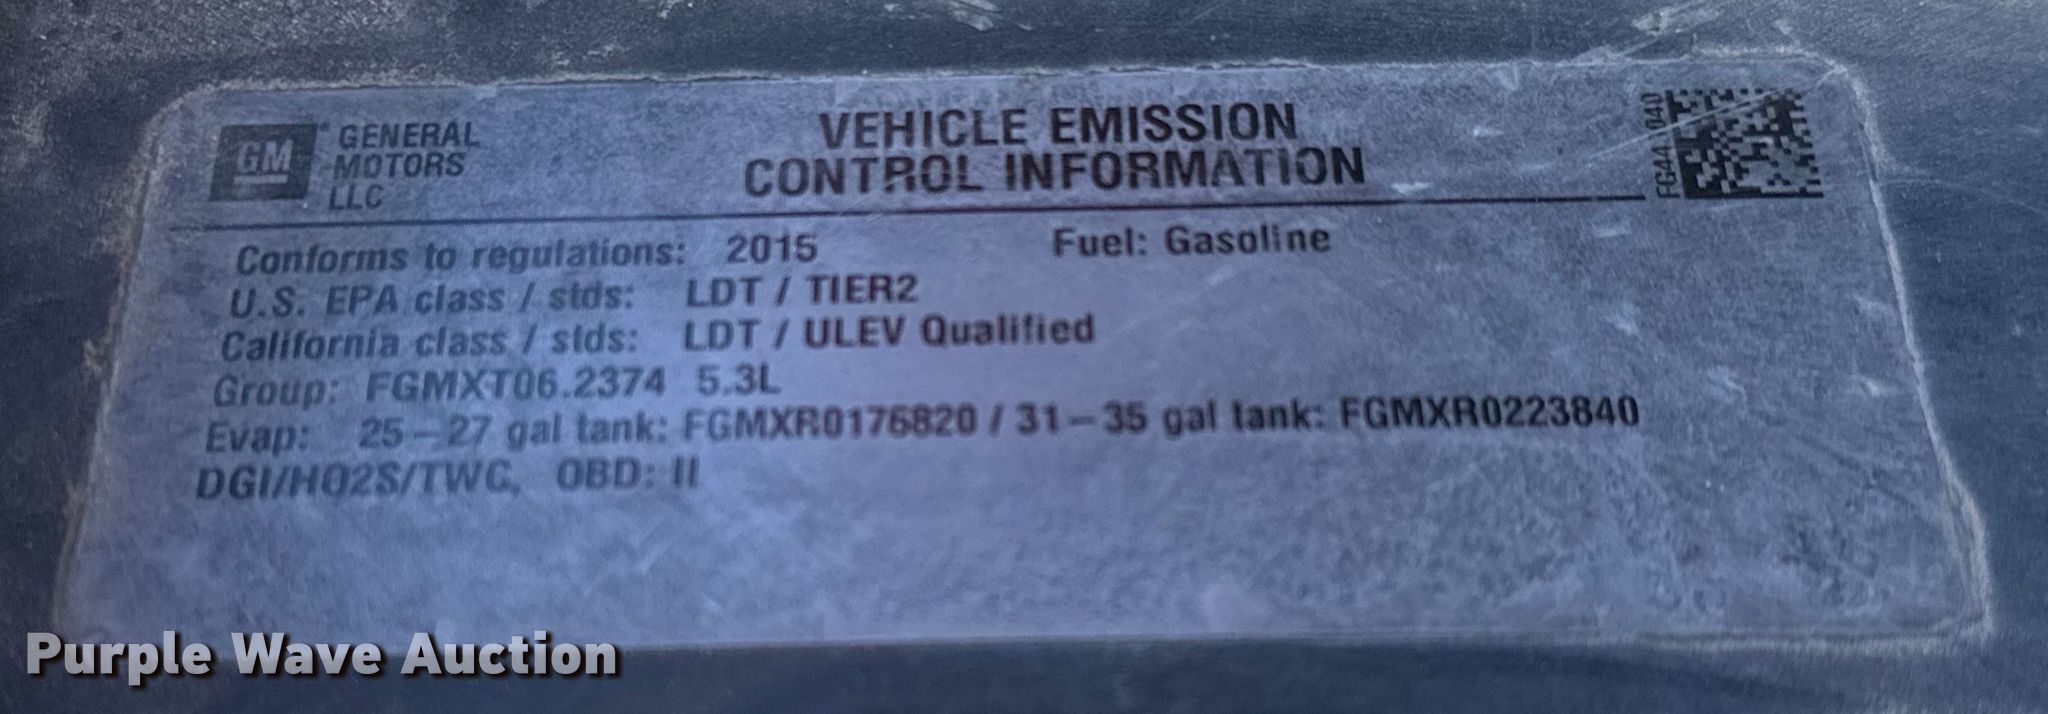 GM
GENERAL
MOTORS
LLC
VEHICLE EMISSION
CONTROL INFORMATION
Conforms to regulations: 2015 Fuel: Gasoline
U.S. EPA class / stds: LDT / TIER2
California class / stds: LDT / ULEV Qualified
Group: FGMXT06.2374 5.3L
Evap: 25-27 gal tank: FGMXR0176820 / 31-35 gal tank: FGMXR0223840
DGI/HO2S/TWC, OBD: II
Purple Wave Auction